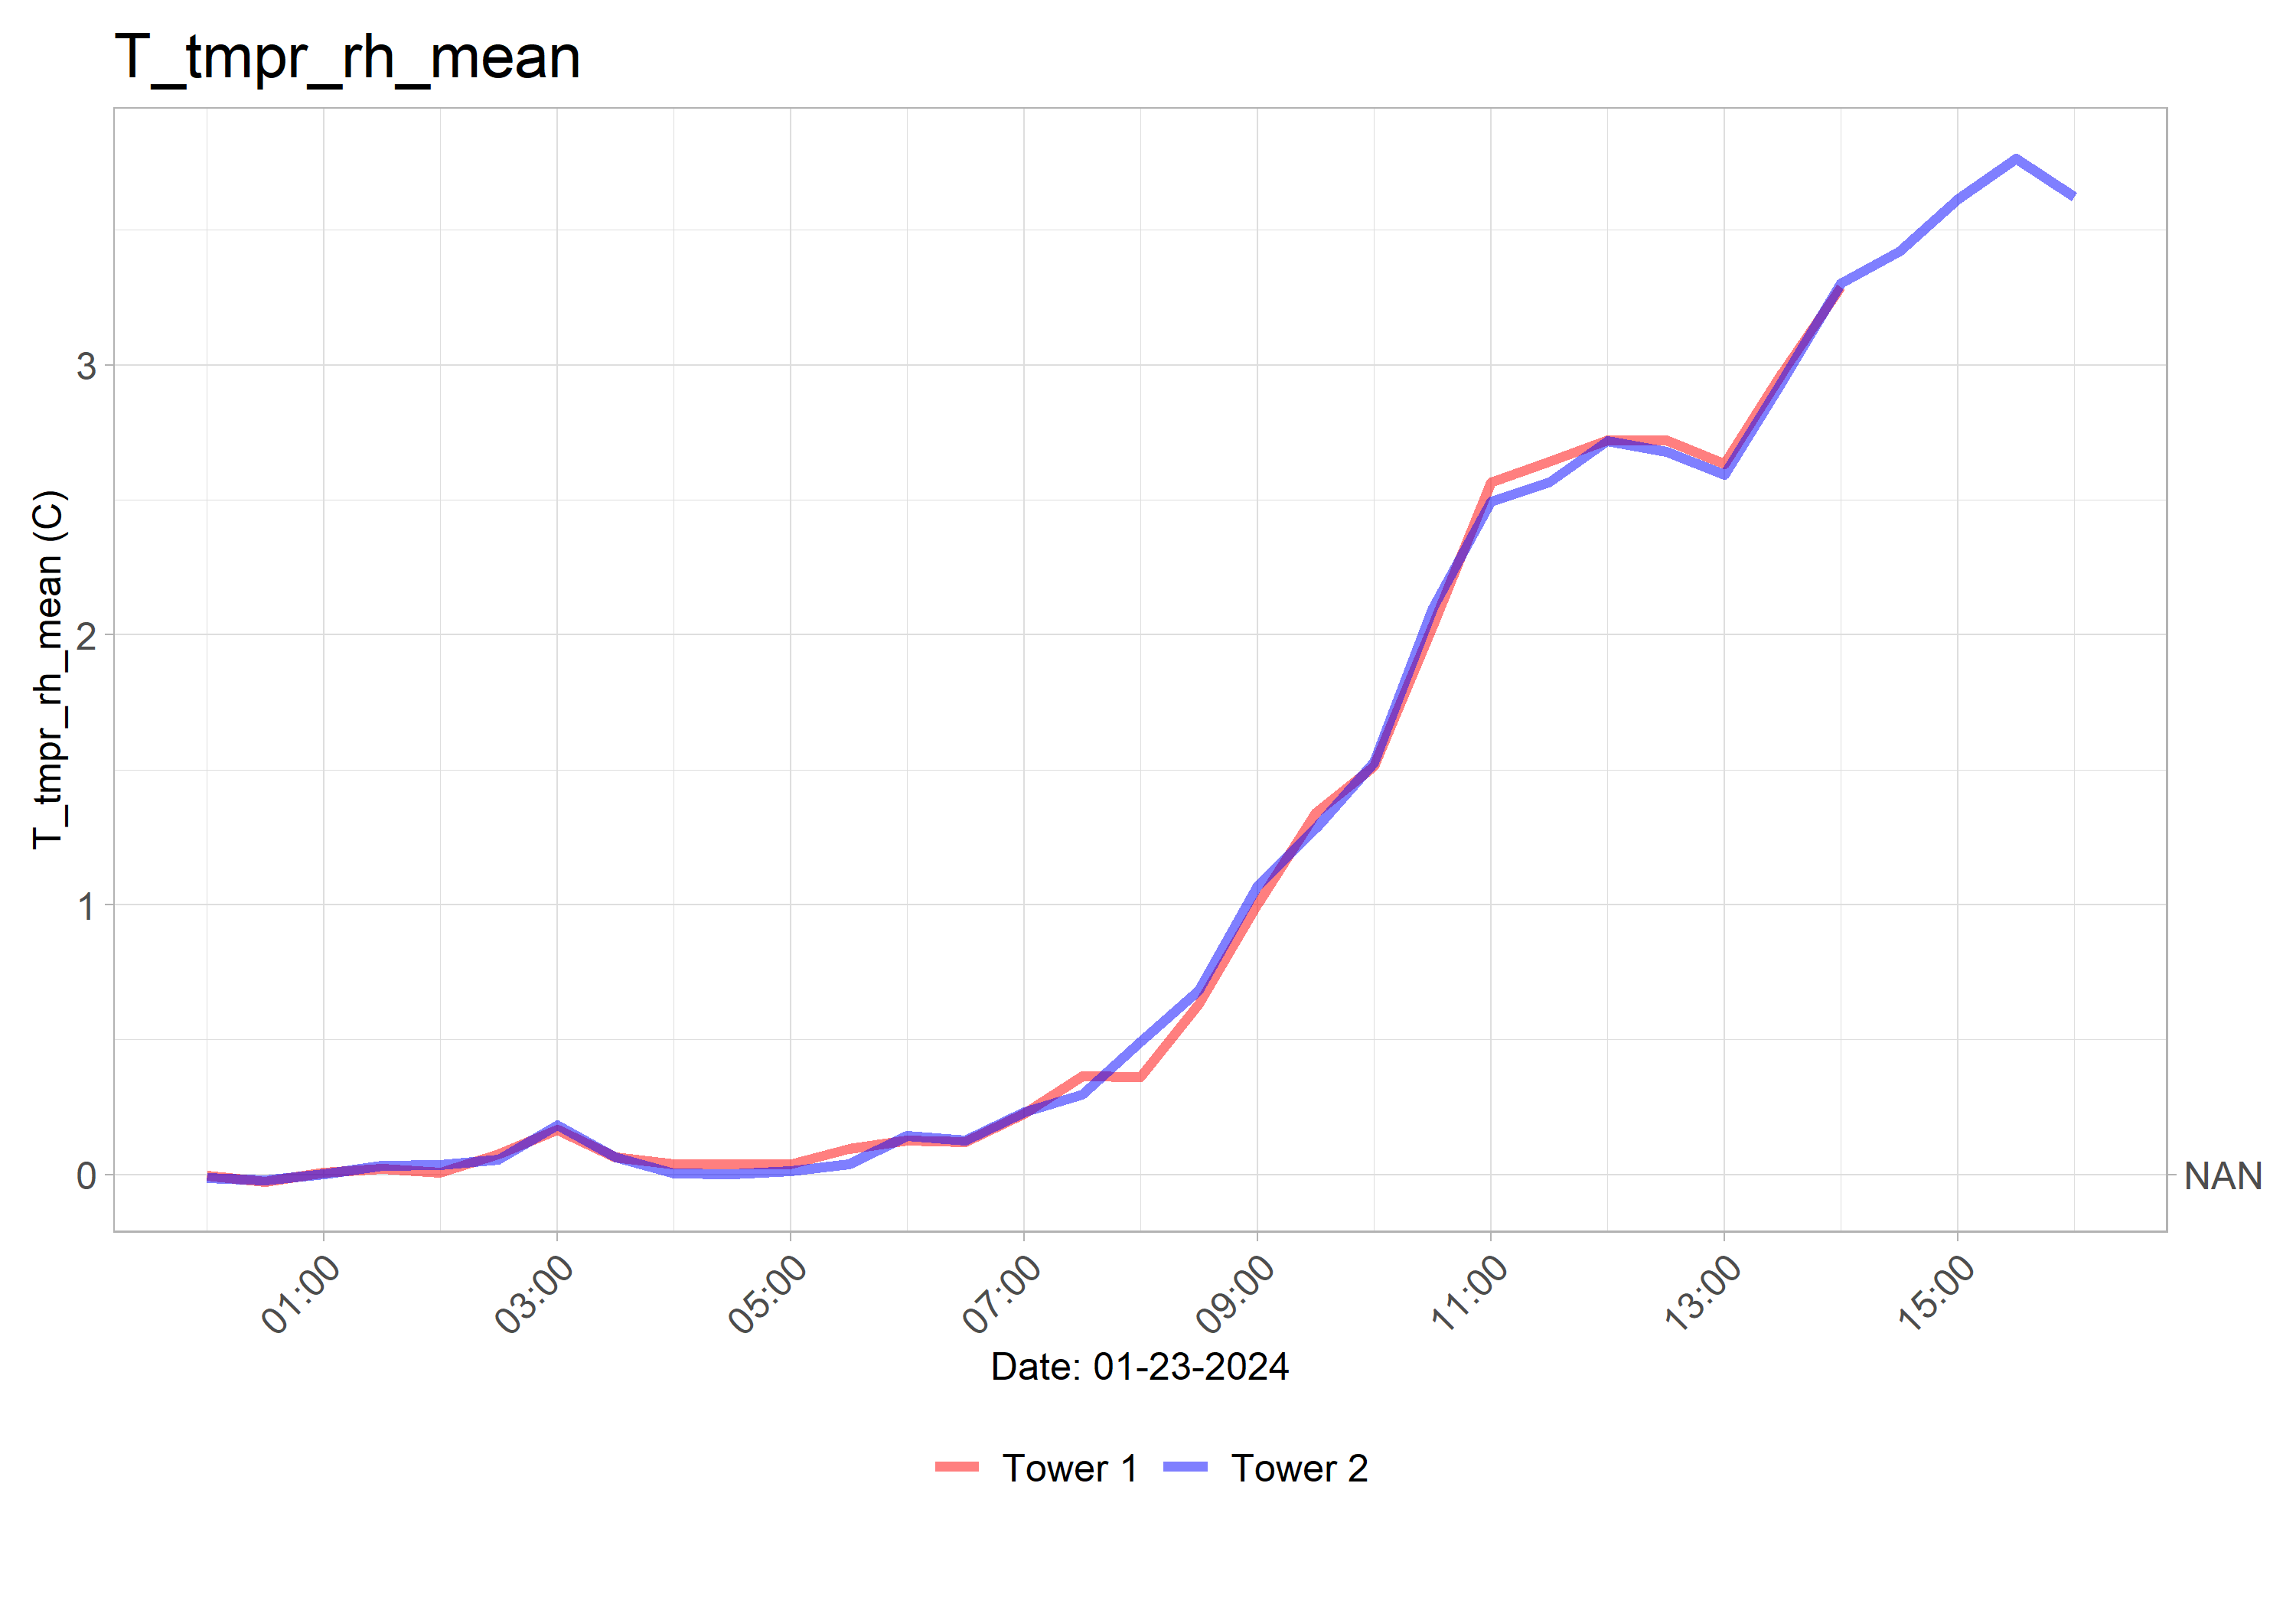 T_tmpr_rh_mean
T_tmpr_rh_mean (C)
3
2
1
0
NAN
01:00 03:00 05:00 07:00 09:00 11:00 13:00 15:00
Date: 01-23-2024
Tower 1 Tower 2